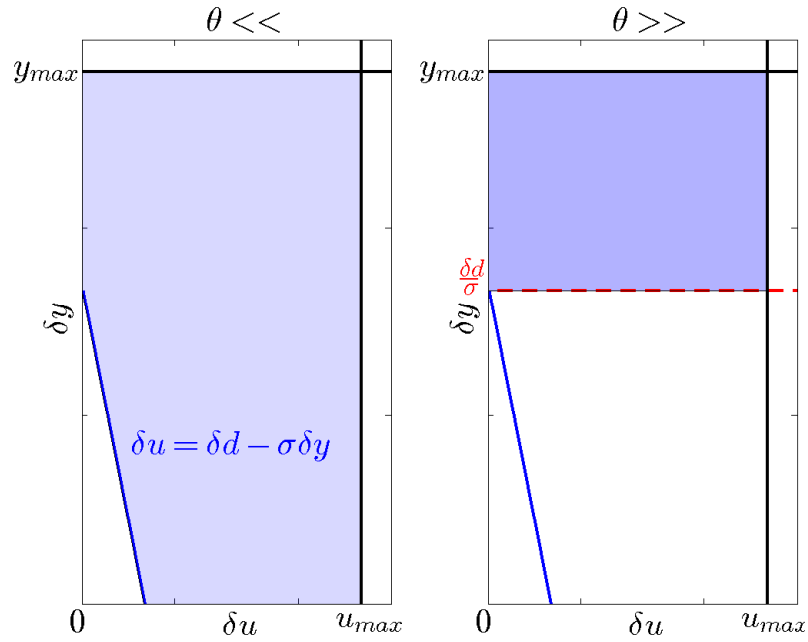 θ <<
y_max
δy
δu = δd − σδy
0
δu
u_max
θ >>
y_max
δd/σ
δy
0
δu
u_max